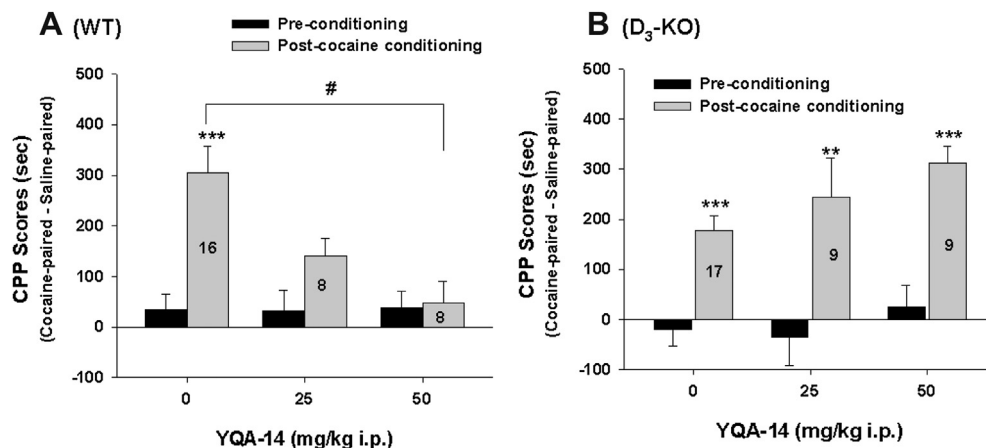 A (WT)
Pre-conditioning
Post-cocaine conditioning
CPP Scores (sec)
(Cocaine-paired - Saline-paired)
500
400
300
200
100
0
-100
#
***
16
8
8
0
25
50
YQA-14 (mg/kg i.p.)
B (D₃-KO)
Pre-conditioning
Post-cocaine conditioning
CPP Scores (sec)
(Cocaine-paired - Saline-paired)
500
400
300
200
100
0
-100
***
**
***
17
9
9
0
25
50
YQA-14 (mg/kg i.p.)